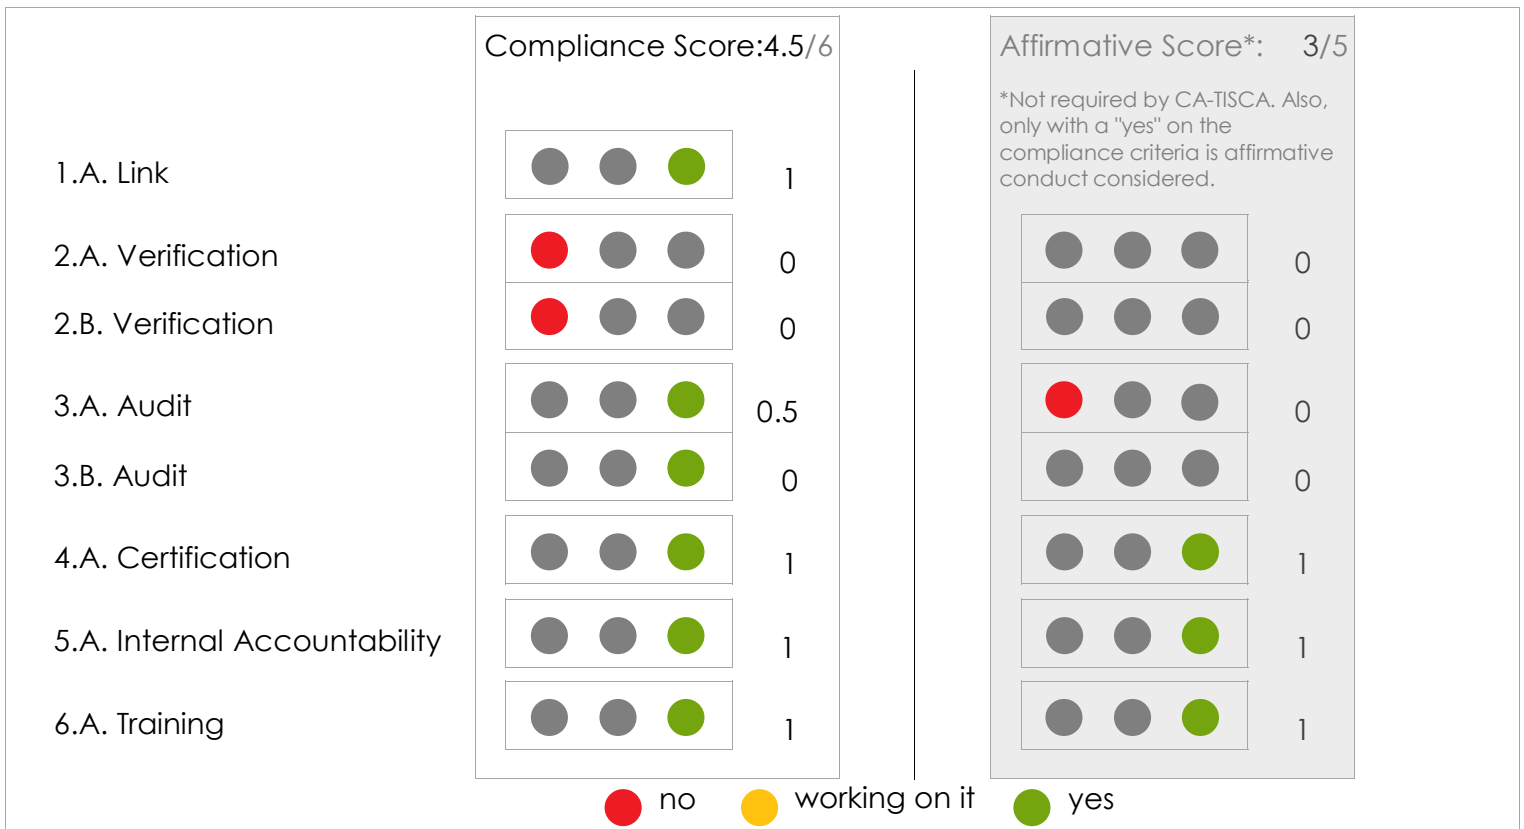 Compliance Score:4.5/6
Affirmative Score*: 3/5
*Not required by CA-TISCA. Also,
only with a "yes" on the
compliance criteria is affirmative
conduct considered.
1.A. Link 1
2.A. Verification 0 0
2.B. Verification 0 0
3.A. Audit 0.5 0
3.B. Audit 0 0
4.A. Certification 1 1
5.A. Internal Accountability 1 1
6.A. Training 1 1
no working on it yes